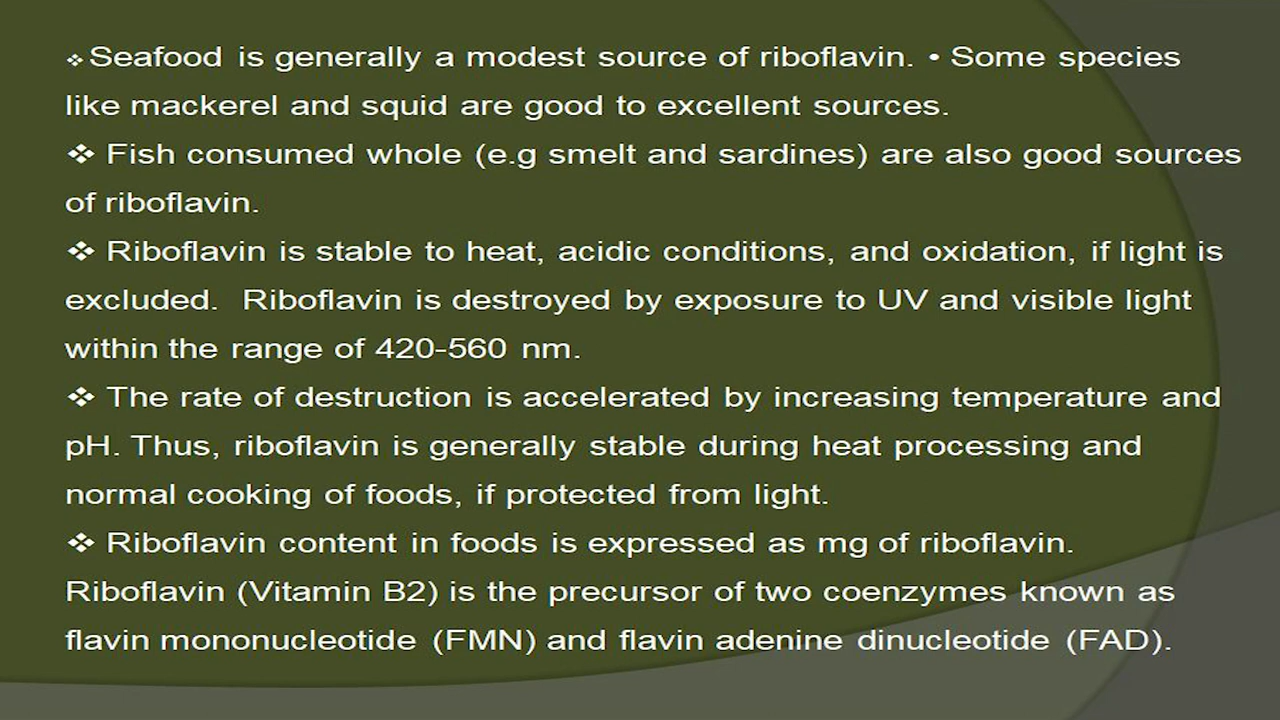 ❖ Seafood is generally a modest source of riboflavin. • Some species
like mackerel and squid are good to excellent sources.
❖ Fish consumed whole (e.g smelt and sardines) are also good sources
of riboflavin.
❖ Riboflavin is stable to heat, acidic conditions, and oxidation, if light is
excluded. Riboflavin is destroyed by exposure to UV and visible light
within the range of 420-560 nm.
❖ The rate of destruction is accelerated by increasing temperature and
pH. Thus, riboflavin is generally stable during heat processing and
normal cooking of foods, if protected from light.
❖ Riboflavin content in foods is expressed as mg of riboflavin.
Riboflavin (Vitamin B2) is the precursor of two coenzymes known as
flavin mononucleotide (FMN) and flavin adenine dinucleotide (FAD).